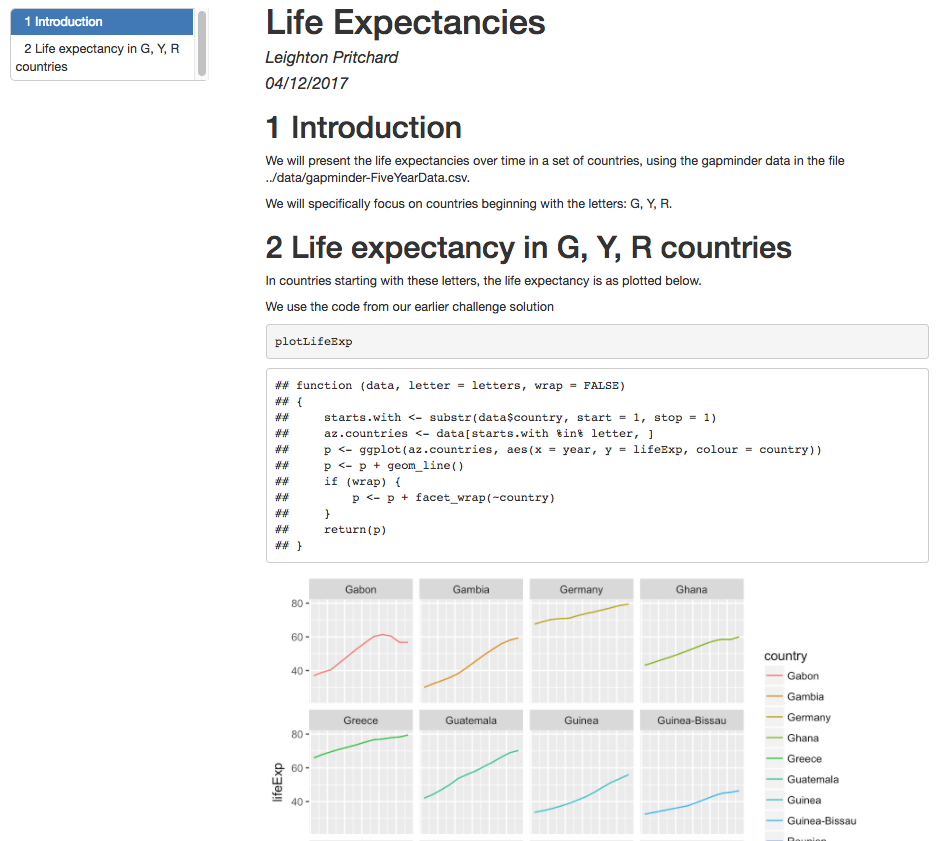 1 Introduction
2 Life expectancy in G, Y, R
countries
Life Expectancies
Leighton Pritchard
04/12/2017
1 Introduction
We will present the life expectancies over time in a set of countries, using the gapminder data in the file
../data/gapminder-FiveYearData.csv.
We will specifically focus on countries beginning with the letters: G, Y, R.
2 Life expectancy in G, Y, R countries
In countries starting with these letters, the life expectancy is as plotted below.
We use the code from our earlier challenge solution
plotLifeExp
## function (data, letter = letters, wrap = FALSE)
## {
##     starts.with <- substr(data$country, start = 1, stop = 1)
##     az.countries <- data[starts.with %in% letter, ]
##     p <- ggplot(az.countries, aes(x = year, y = lifeExp, colour = country))
##     p <- p + geom_line()
##     if (wrap) {
##         p <- p + facet_wrap(~country)
##     }
##     return(p)
## }
Gabon Gambia Germany Ghana
80
60
40
Greece Guatemala Guinea Guinea-Bissau
80
60
40
lifeExp
country
Gabon
Gambia
Germany
Ghana
Greece
Guatemala
Guinea
Guinea-Bissau